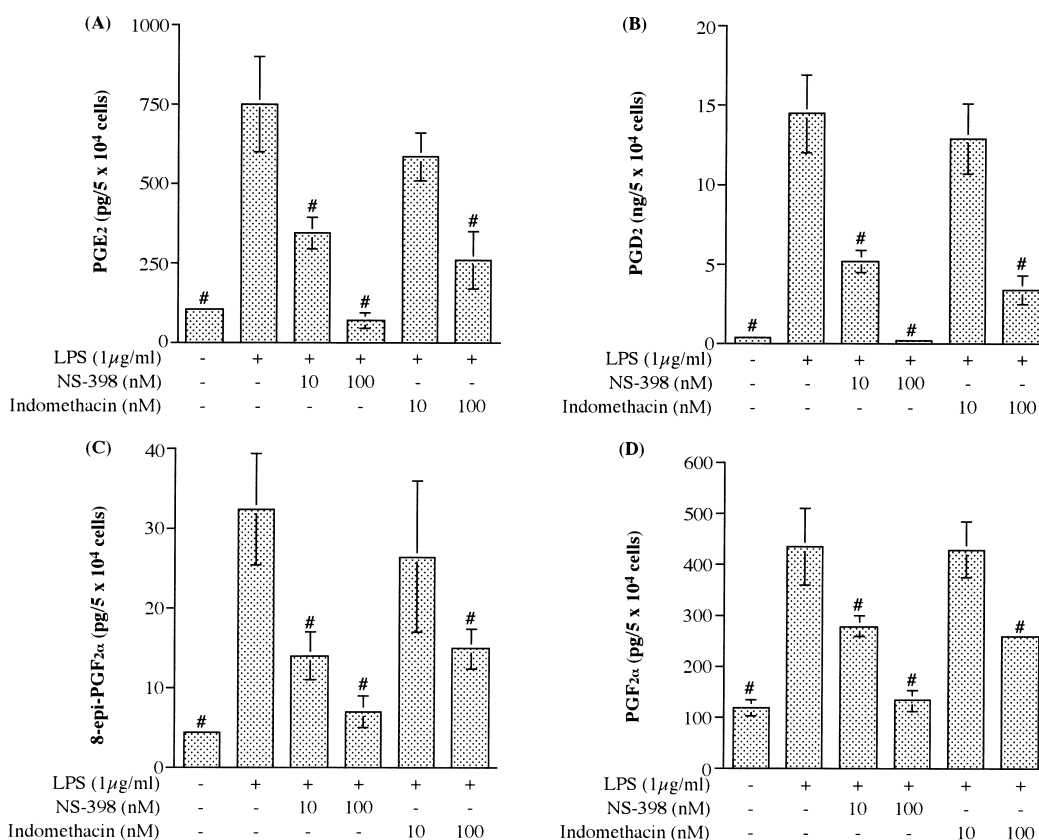 (A)
1000
750
500
250
0
PGE2 (pg/5 x 10⁴ cells)
#
#
#
#
LPS (1μg/ml) - + + + + +
NS-398 (nM) - - 10 100 - -
Indomethacin (nM) - - - - 10 100
(B)
20
15
10
5
0
PGD2 (ng/5 x 10⁴ cells)
#
#
#
#
LPS (1μg/ml) - + + + + +
NS-398 (nM) - - 10 100 - -
Indomethacin (nM) - - - - 10 100
(C)
40
30
20
10
0
8-epi-PGF2α (pg/5 x 10⁴ cells)
#
#
#
#
LPS (1μg/ml) - + + + + +
NS-398 (nM) - - 10 100 - -
Indomethacin (nM) - - - - 10 100
(D)
600
500
400
300
200
100
0
PGF2α (pg/5 x 10⁴ cells)
#
#
#
#
LPS (1μg/ml) - + + + + +
NS-398 (nM) - - 10 100 - -
Indomethacin (nM) - - - - 10 100